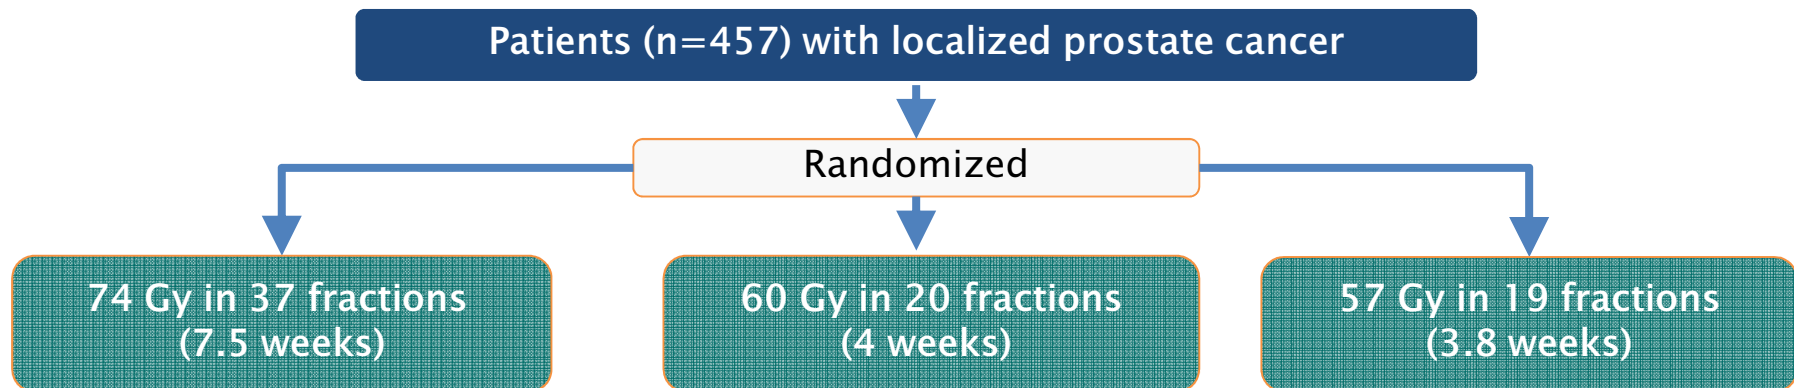 Patients (n=457) with localized prostate cancer
Randomized
74 Gy in 37 fractions
(7.5 weeks)
60 Gy in 20 fractions
(4 weeks)
57 Gy in 19 fractions
(3.8 weeks)